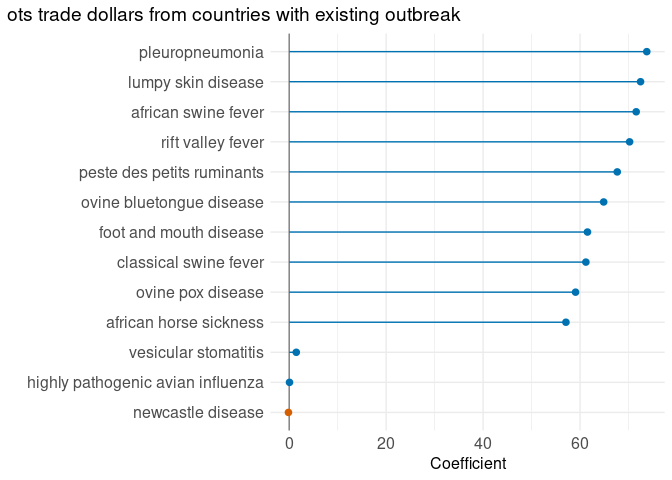 ots trade dollars from countries with existing outbreak
pleuropneumonia
lumpy skin disease
african swine fever
rift valley fever
peste des petits ruminants
ovine bluetongue disease
foot and mouth disease
classical swine fever
ovine pox disease
african horse sickness
vesicular stomatitis
highly pathogenic avian influenza
newcastle disease
0 20 40 60
Coefficient